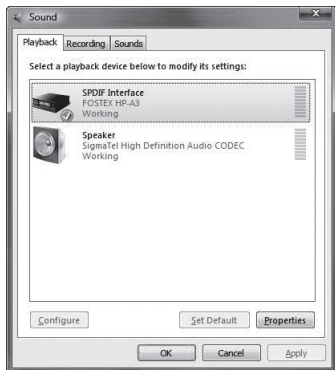 Sound
Playback Recording Sounds
Select a playback device below to modify its settings:
SPDIF Interface
FOSTEX HP-A3
Working
Speaker
SigmaTel High Definition Audio CODEC
Working
Configure Set Default Properties
OK Cancel Apply